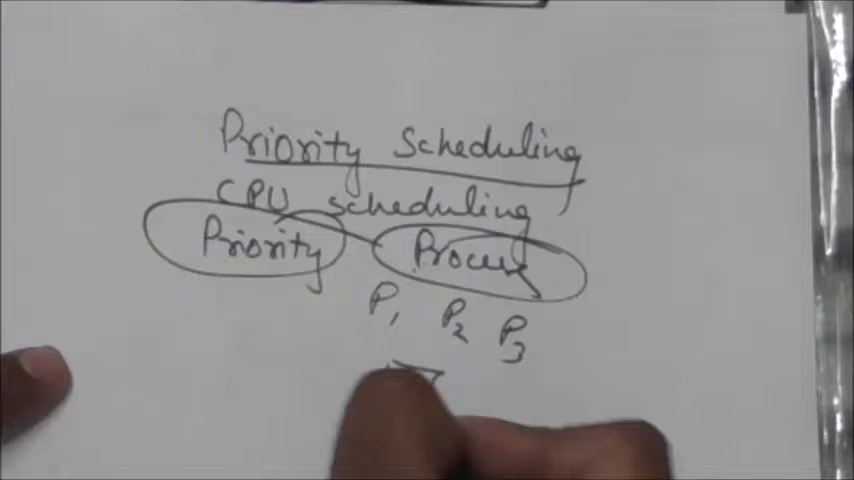 Priority Scheduling
CPU scheduling
Priority Process
P1 P2 P3